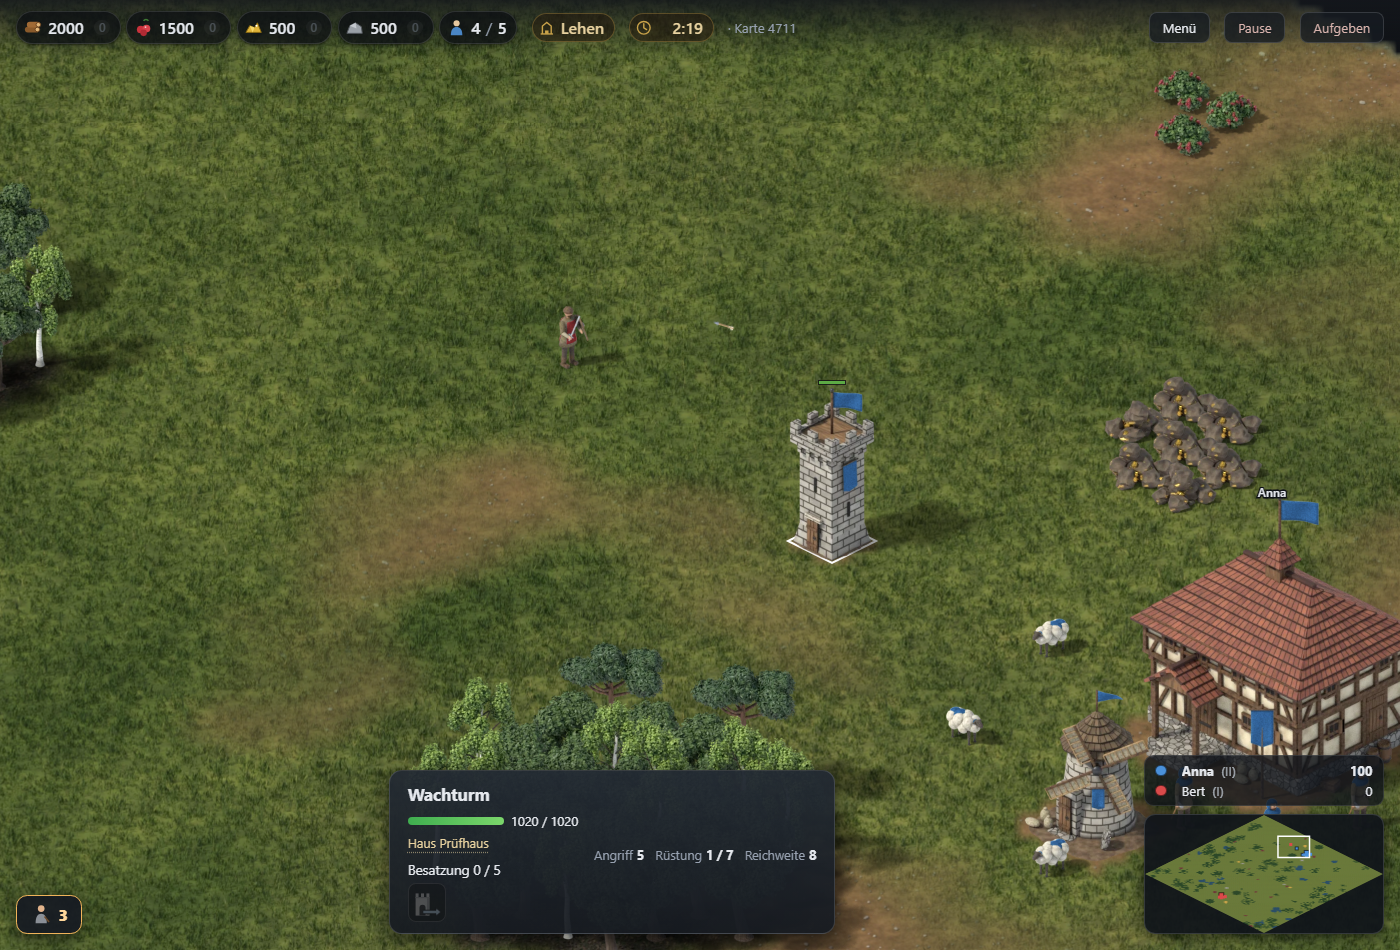 2000 0 1500 0 500 0 500 0 4 / 5 Lehen 2:19 · Karte 4711 Menü Pause Aufgeben
Anna
Wachturm
1020 / 1020
Haus Prüfhaus
Angriff 5 Rüstung 1 / 7 Reichweite 8
Besatzung 0 / 5
Anna (II) 100
Bert (I) 0
3